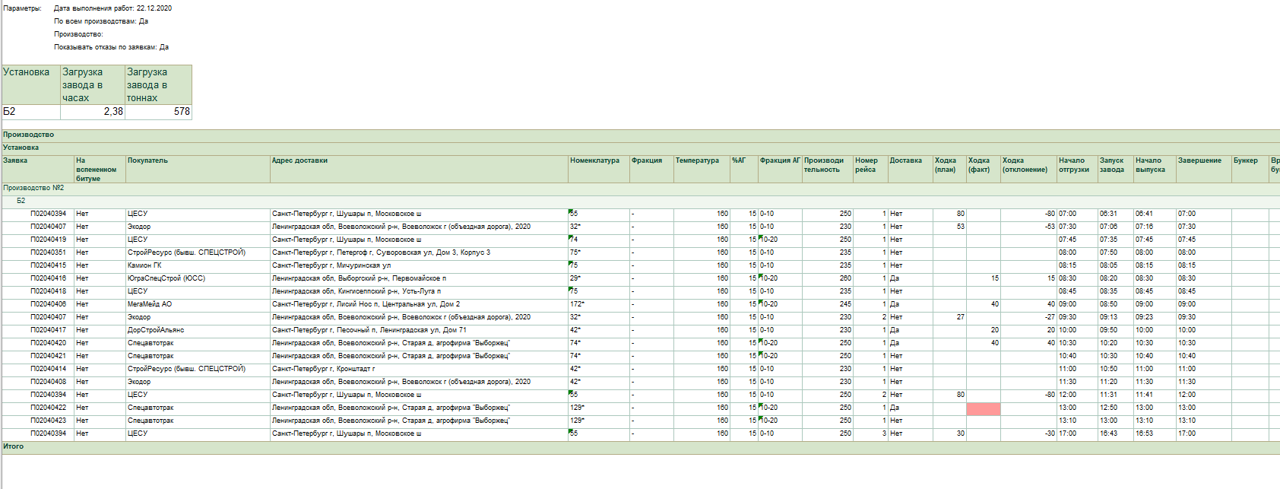 Параметры: Дата выполнения работ: 22.12.2020
По всем производствам: Да
Производство:
Показывать отказы по заявкам: Да
Установка Загрузка завода в часах Загрузка завода в тоннах
Б2 2,38 578
Производство
Установка
Заявка На вспененном битуме Покупатель Адрес доставки Номенклатура Фракция Температура %АГ Фракция АГ Производи тельность Номер рейса Доставка Ходка (план) Ходка (факт) Ходка (отклонение) Начало отгрузки Запуск завода Начало выпуска Завершение Бункер
Производство №2
Б2
П02040394 Нет ЦЕСУ Санкт-Петербург г, Шушары п, Московское ш 55 - 160 15 0-10 250 1 Нет 80 -80 07:00 06:31 06:41 07:00
П02040407 Нет Экодор Ленинградская обл, Всеволожский р-н, Всеволожск г (объездная дорога), 2020 32* - 160 15 0-10 230 1 Нет 53 -53 07:30 07:06 07:16 07:30
П02040419 Нет ЦЕСУ Санкт-Петербург г, Шушары п, Московское ш 74 - 160 15 10-20 250 1 Нет 07:45 07:35 07:45 07:45
П02040351 Нет СтройРесурс (бывш. СПЕЦСТРОЙ) Санкт-Петербург г, Петергоф г, Суворовская ул, Дом 3, Корпус 3 75* - 160 15 0-10 235 1 Нет 08:00 07:50 08:00 08:00
П02040415 Нет Камион ГК Санкт-Петербург г, Мичуринская ул 75 - 160 15 0-10 235 1 Нет 08:15 08:05 08:15 08:15
П02040416 Нет ЮграСпецСтрой (ЮСС) Ленинградская обл, Выборгский р-н, Первомайское п 29* - 160 15 10-20 260 1 Да 15 15 08:30 08:20 08:30 08:30
П02040418 Нет ЦЕСУ Ленинградская обл, Кингисеппский р-н, Усть-Луга п 75 - 160 15 0-10 235 1 Нет 08:45 08:35 08:45 08:45
П02040406 Нет МегаМейд АО Санкт-Петербург г, Лисий Нос п, Центральная ул, Дом 2 172* - 160 15 10-20 245 1 Да 40 40 09:00 08:50 09:00 09:00
П02040407 Нет Экодор Ленинградская обл, Всеволожский р-н, Всеволожск г (объездная дорога), 2020 32* - 160 15 0-10 230 2 Нет 27 -27 09:30 09:13 09:23 09:30
П02040417 Нет ДорСтройАльянс Санкт-Петербург г, Песочный п, Ленинградская ул, Дом 71 42* - 160 15 0-10 230 1 Да 20 20 10:00 09:50 10:00 10:00
П02040420 Нет Спецавтотрак Ленинградская обл, Всеволожский р-н, Старая д, агрофирма "Выборжец" 74* - 160 15 10-20 250 1 Да 40 40 10:30 10:20 10:30 10:30
П02040421 Нет Спецавтотрак Ленинградская обл, Всеволожский р-н, Старая д, агрофирма "Выборжец" 74* - 160 15 10-20 250 1 Нет 10:40 10:30 10:40 10:40
П02040414 Нет СтройРесурс (бывш. СПЕЦСТРОЙ) Санкт-Петербург г, Кронштадт г 42* - 160 15 0-10 230 1 Нет 11:00 10:50 11:00 11:00
П02040408 Нет Экодор Ленинградская обл, Всеволожский р-н, Всеволожск г (объездная дорога), 2020 42* - 160 15 0-10 230 1 Нет 11:30 11:20 11:30 11:30
П02040394 Нет ЦЕСУ Санкт-Петербург г, Шушары п, Московское ш 55 - 160 15 0-10 250 2 Нет 80 -80 12:00 11:31 11:41 12:00
П02040422 Нет Спецавтотрак Ленинградская обл, Всеволожский р-н, Старая д, агрофирма "Выборжец" 129* - 160 15 10-20 250 1 Да 13:00 12:50 13:00 13:00
П02040423 Нет Спецавтотрак Ленинградская обл, Всеволожский р-н, Старая д, агрофирма "Выборжец" 129* - 160 15 10-20 250 1 Нет 13:10 13:00 13:10 13:10
П02040394 Нет ЦЕСУ Санкт-Петербург г, Шушары п, Московское ш 55 - 160 15 0-10 250 3 Нет 30 -30 17:00 16:43 16:53 17:00
Итого